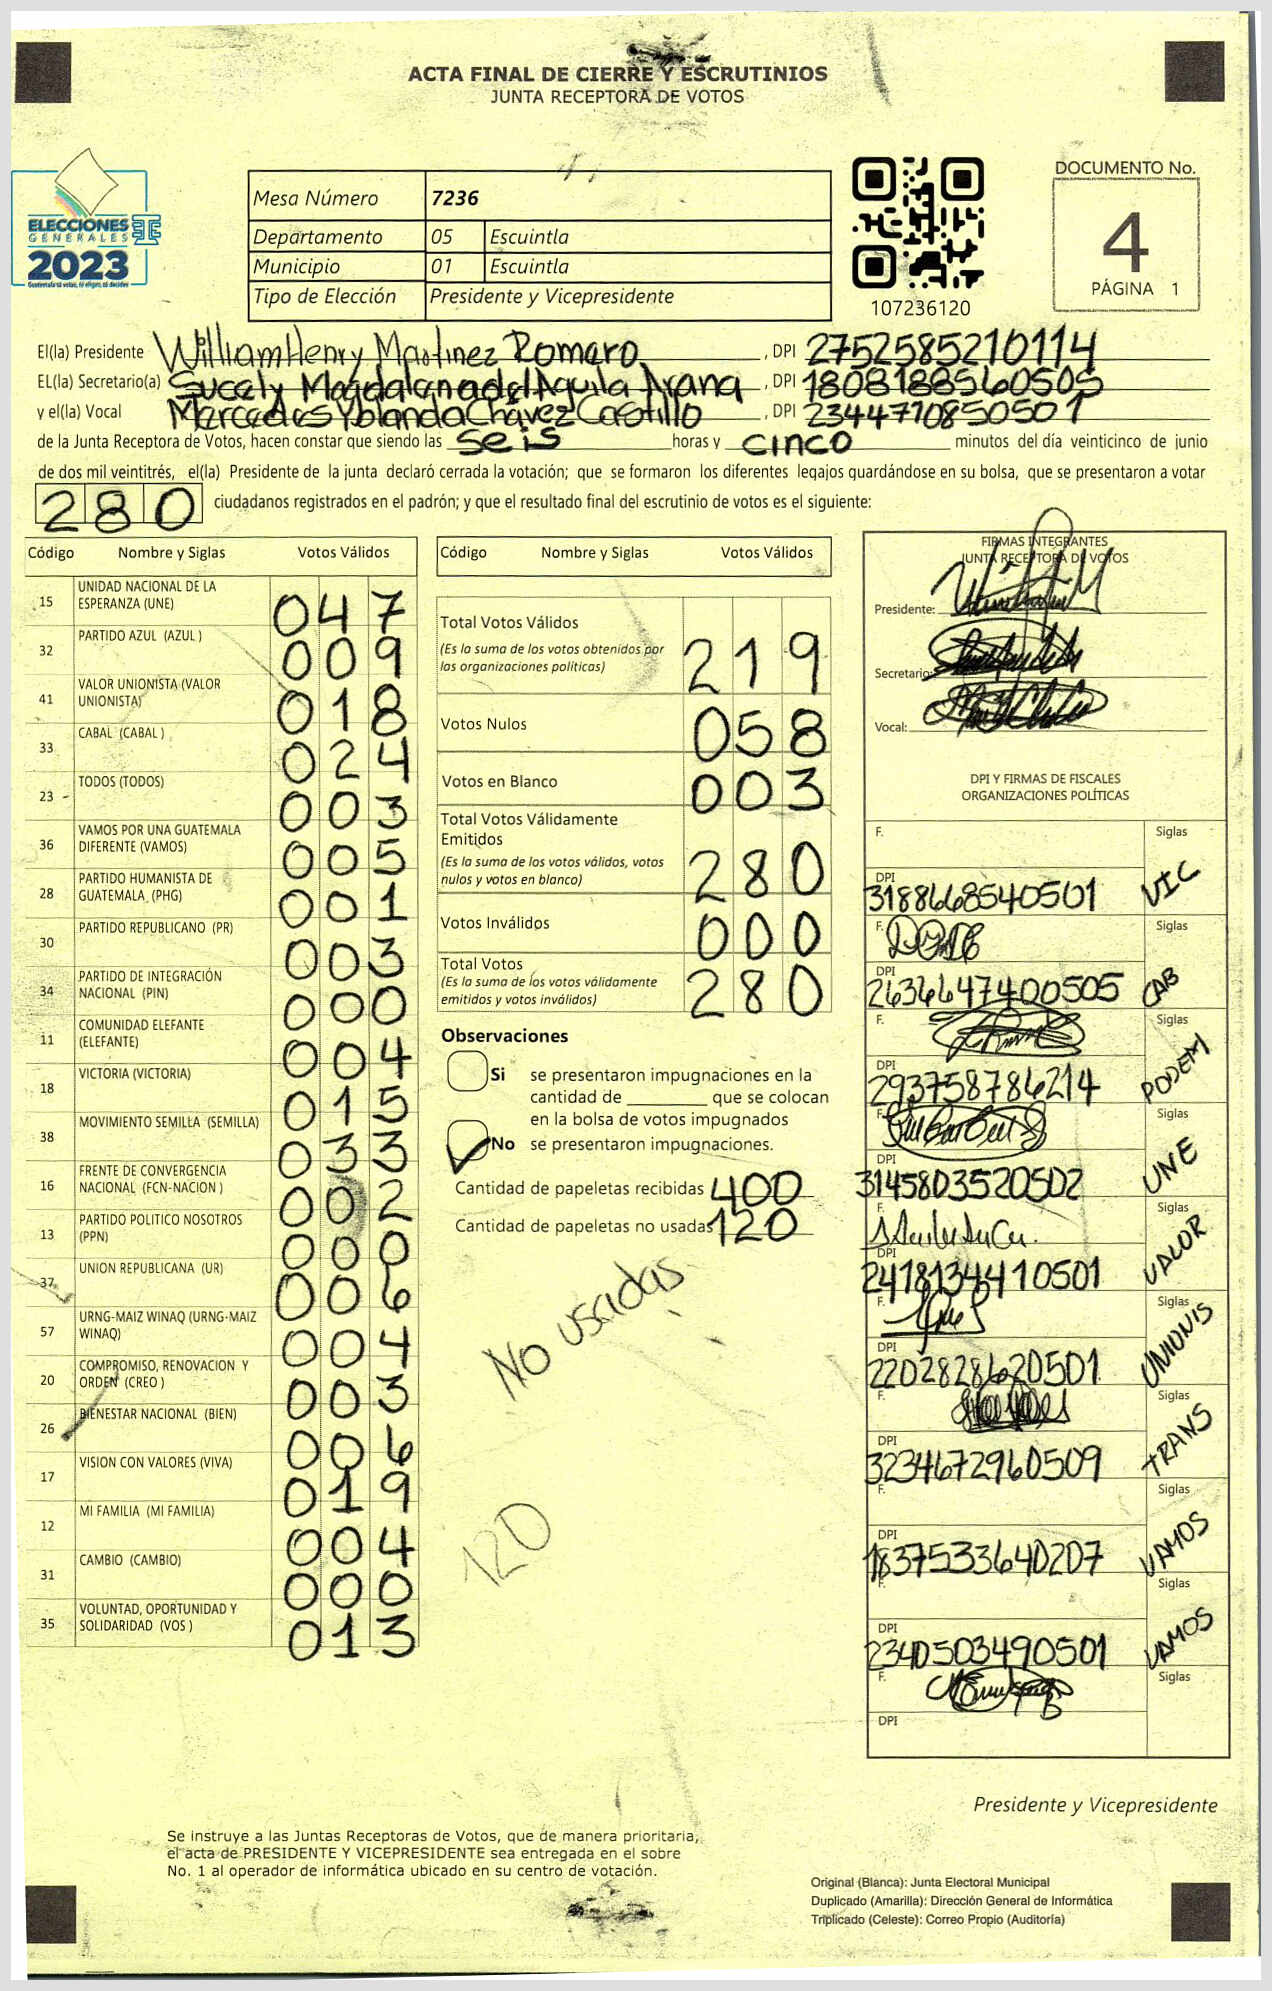 ACTA FINAL DE CIERRE Y ESCRUTINIOS
JUNTA RECEPTORA DE VOTOS
ELECCIONES
GENERALES
2023
Guatemala tú votas, tú eliges, tú decides
Mesa Número 7236
Departamento 05 Escuintla
Municipio 01 Escuintla
Tipo de Elección Presidente y Vicepresidente
107236120
DOCUMENTO No.
4
PÁGINA 1
El(la) Presidente William Henry Martinez Romero, DPI 2752585210114
EL(la) Secretario(a) Sucely Magdalena del Aguila Arana, DPI 1808188560505
y el(la) Vocal Mercedes Yolanda Chávez Castillo, DPI 2344710850501
de la Junta Receptora de Votos, hacen constar que siendo las seis horas y cinco minutos del día veinticinco de junio
de dos mil veintitrés, el(la) Presidente de la junta declaró cerrada la votación; que se formaron los diferentes legajos quardándose en su bolsa, que se presentaron a votar
280 ciudadanos registrados en el padrón; y que el resultado final del escrutinio de votos es el siguiente:
Código Nombre y Siglas Votos Válidos
15 UNIDAD NACIONAL DE LA ESPERANZA (UNE) 047
32 PARTIDO AZUL (AZUL ) 009
41 VALOR UNIONISTA (VALOR UNIONISTA) 018
33 CABAL (CABAL ) 024
23 TODOS (TODOS) 003
36 VAMOS POR UNA GUATEMALA DIFERENTE (VAMOS) 005
28 PARTIDO HUMANISTA DE GUATEMALA (PHG) 001
30 PARTIDO REPUBLICANO (PR) 003
34 PARTIDO DE INTEGRACIÓN NACIONAL (PIN) 000
11 COMUNIDAD ELEFANTE (ELEFANTE) 004
18 VICTORIA (VICTORIA) 015
38 MOVIMIENTO SEMILLA (SEMILLA) 033
16 FRENTE DE CONVERGENCIA NACIONAL (FCN-NACION ) 002
13 PARTIDO POLITICO NOSOTROS (PPN) 000
37 UNION REPUBLICANA (UR) 006
57 URNG-MAIZ WINAQ (URNG-MAIZ WINAQ) 004
20 COMPROMISO, RENOVACION Y ORDEN (CREO ) 003
26 BIENESTAR NACIONAL (BIEN) 006
17 VISION CON VALORES (VIVA) 019
12 MI FAMILIA (MI FAMILIA) 004
31 CAMBIO (CAMBIO) 000
35 VOLUNTAD, OPORTUNIDAD Y SOLIDARIDAD (VOS ) 013
Código Nombre y Siglas Votos Válidos
Total Votos Válidos 219
(Es la suma de los votos obtenidos por
las organizaciones políticas)
Votos Nulos 058
Votos en Blanco 003
Total Votos Válidamente
Emitidos 280
(Es la suma de los votos válidos, votos
nulos y votos en blanco)
Votos Inválidos 000
Total Votos 280
(Es la suma de los votos válidamente
emitidos y votos inválidos)
Observaciones
Si se presentaron impugnaciones en la
cantidad de ________ que se colocan
en la bolsa de votos impugnados
No se presentaron impugnaciones.
Cantidad de papeletas recibidas 400
Cantidad de papeletas no usadas 120
No usadas
120
FIRMAS INTEGRANTES
JUNTA RECEPTORA DE VOTOS
Presidente:
Secretario:
Vocal:
DPI Y FIRMAS DE FISCALES
ORGANIZACIONES POLÍTICAS
F. Siglas
DPI 3188668540501 VIC
F. Siglas
DPI 2636647400505 CAB
F. Siglas
DPI 293758786214 PODEM
F. Siglas
DPI 3145803520502 UNE
F. Siglas
DPI 2418134410501 VALOR
F. Siglas
DPI 2202828620501 UNIONIS
F. Siglas
DPI 3234672960509 TRANS
F. Siglas
DPI 1837533640207 VAMOS
F. Siglas
DPI 2340503490501 VAMOS
F. Siglas
DPI
Presidente y Vicepresidente
Se instruye a las Juntas Receptoras de Votos, que de manera prioritaria,
el acta de PRESIDENTE Y VICEPRESIDENTE sea entregada en el sobre
No. 1 al operador de informática ubicado en su centro de votación.
Original (Blanca): Junta Electoral Municipal
Duplicado (Amarilla): Dirección General de Informática
Triplicado (Celeste): Correo Propio (Auditoría)